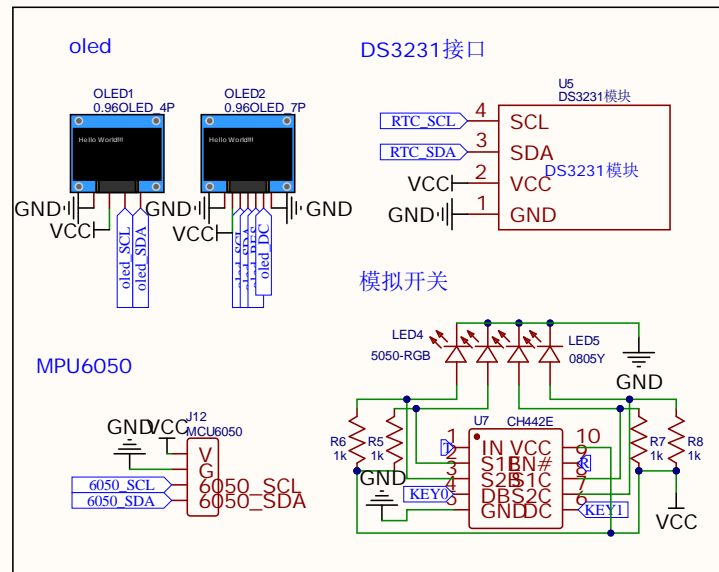 oled
OLED1
0.96OLED_4P
Hello World!!!
GND
VCC
oled_SCL
oled_SDA
OLED2
0.96OLED_7P
Hello World!!!
GND
VCC
GND
oled_SCL
oled_SDA
oled_RES
oled_DC
DS3231接口
U5
DS3231模块
RTC_SCL
4
SCL
RTC_SDA
3
SDA
DS3231模块
VCC
2
VCC
GND
1
GND
MPU6050
J12
MCU6050
GND
VCC
V
G
6050_SCL
6050_SCL
6050_SDA
6050_SDA
模拟开关
LED4
5050-RGB
LED5
0805Y
GND
R6
1k
R5
1k
U7
CH442E
R7
1k
R8
1k
1
IN
VCC
10
2
S1B
EN#
9
3
S2B
S1C
8
4
DB
S2C
7
5
GND
DC
6
GND
KEY0
KEY1
VCC